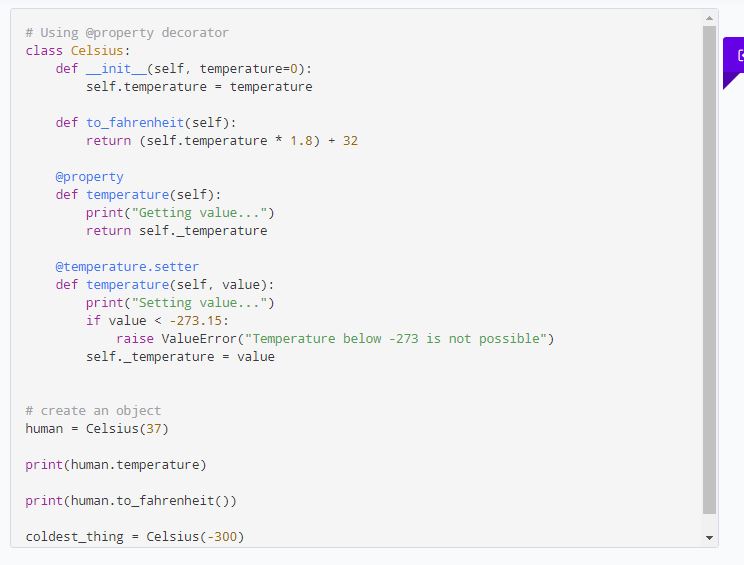 # Using @property decorator
class Celsius:
    def __init__(self, temperature=0):
        self.temperature = temperature
    def to_fahrenheit(self):
        return (self.temperature * 1.8) + 32
    @property
    def temperature(self):
        print("Getting value...")
        return self._temperature
    @temperature.setter
    def temperature(self, value):
        print("Setting value...")
        if value < -273.15:
            raise ValueError("Temperature below -273 is not possible")
        self._temperature = value
# create an object
human = Celsius(37)
print(human.temperature)
print(human.to_fahrenheit())
coldest_thing = Celsius(-300)